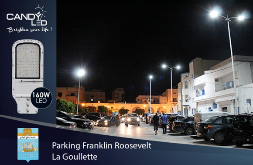 CANDY
LED
Brighten your life !
160W
LED
Parking Franklin Roosevelt
La Goullette